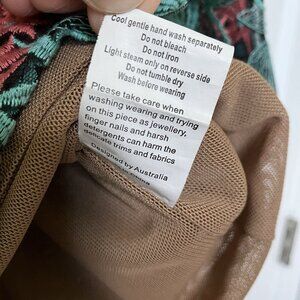 Cool gentle hand wash separately
Do not bleach
Do not iron
Light steam only on reverse side
Do not tumble dry
Wash before wearing
Please take care when
washing wearing and trying
on this piece as jewellery,
finger nails and harsh
detergents can harm the
delicate trims and fabrics
Designed by Australia